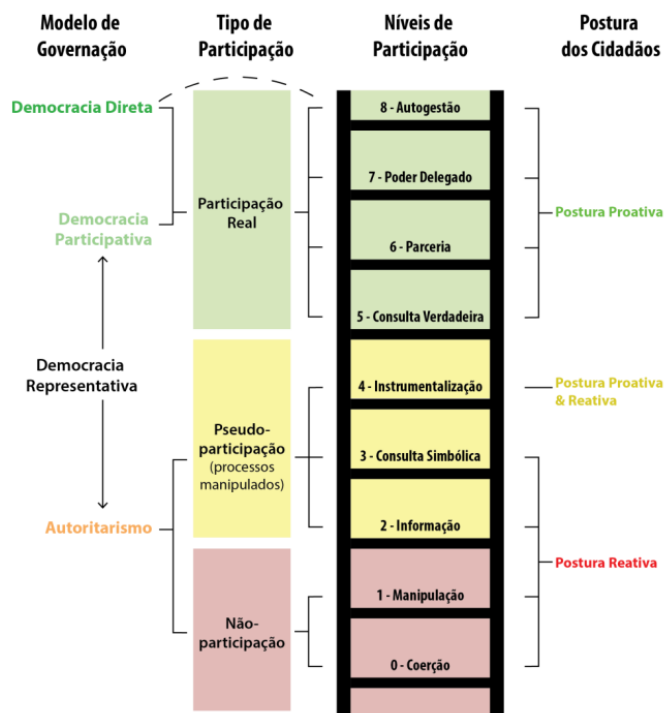 Modelo de
Governação
Tipo de
Participação
Níveis de
Participação
Postura
dos Cidadãos
Democracia Direta
Democracia
Participativa
Democracia
Representativa
Autoritarismo
Participação
Real
Pseudo-
participação
(processos
manipulados)
Não-
participação
8 - Autogestão
7 - Poder Delegado
6 - Parceria
5 - Consulta Verdadeira
4 - Instrumentalização
3 - Consulta Simbólica
2 - Informação
1 - Manipulação
0 - Coerção
Postura Proativa
Postura Proativa
& Reativa
Postura Reativa